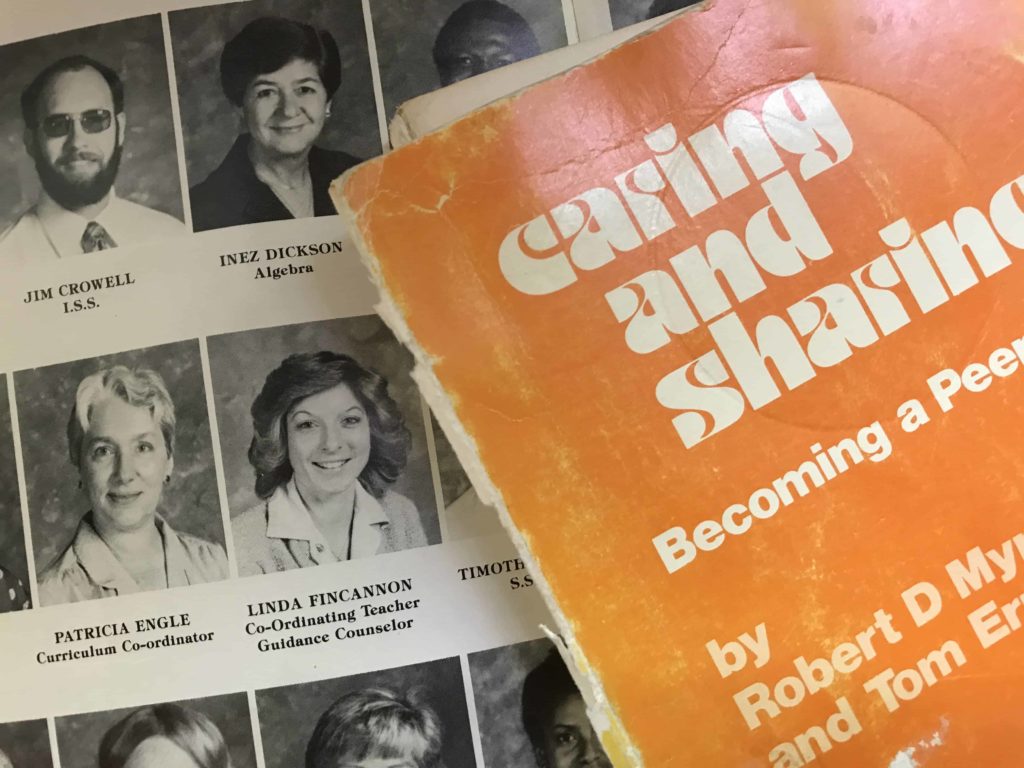 JIM CROWELL
I.S.S.
INEZ DICKSON
Algebra
PATRICIA ENGLE
Curriculum Co-ordinator
LINDA FINCANNON
Co-Ordinating Teacher
Guidance Counselor
TIMOTH
S.S
caring
and
sharing
Becoming a Peer
by
Robert D My
and Tom Er